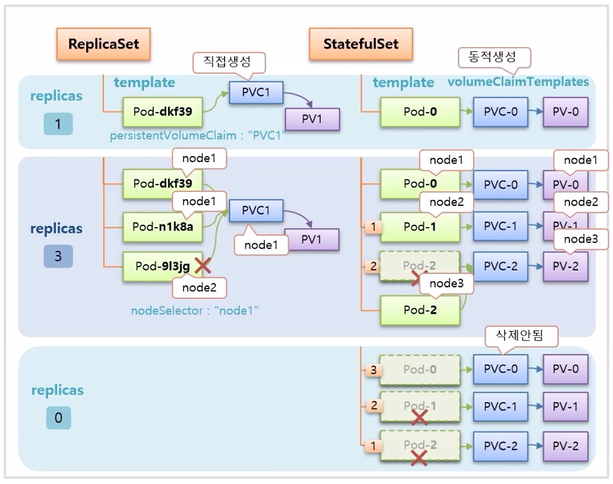 ReplicaSet
StatefulSet
직접생성
동적생성
template
template
volumeClaimTemplates
replicas
1
Pod-dkf39
PVC1
PV1
persistentVolumeClaim : "PVC1"
Pod-0
PVC-0
PV-0
replicas
3
node1
Pod-dkf39
node1
Pod-n1k8a
PVC1
node1
PV1
Pod-9l3jg
node2
nodeSelector : "node1"
node1
node1
Pod-0
PVC-0
PV-0
node2
node2
1
Pod-1
PVC-1
PV-1
node3
2
Pod-2
PVC-2
PV-2
node3
Pod-2
replicas
0
삭제안됨
3
Pod-0
PVC-0
PV-0
2
Pod-1
PVC-1
PV-1
1
Pod-2
PVC-2
PV-2